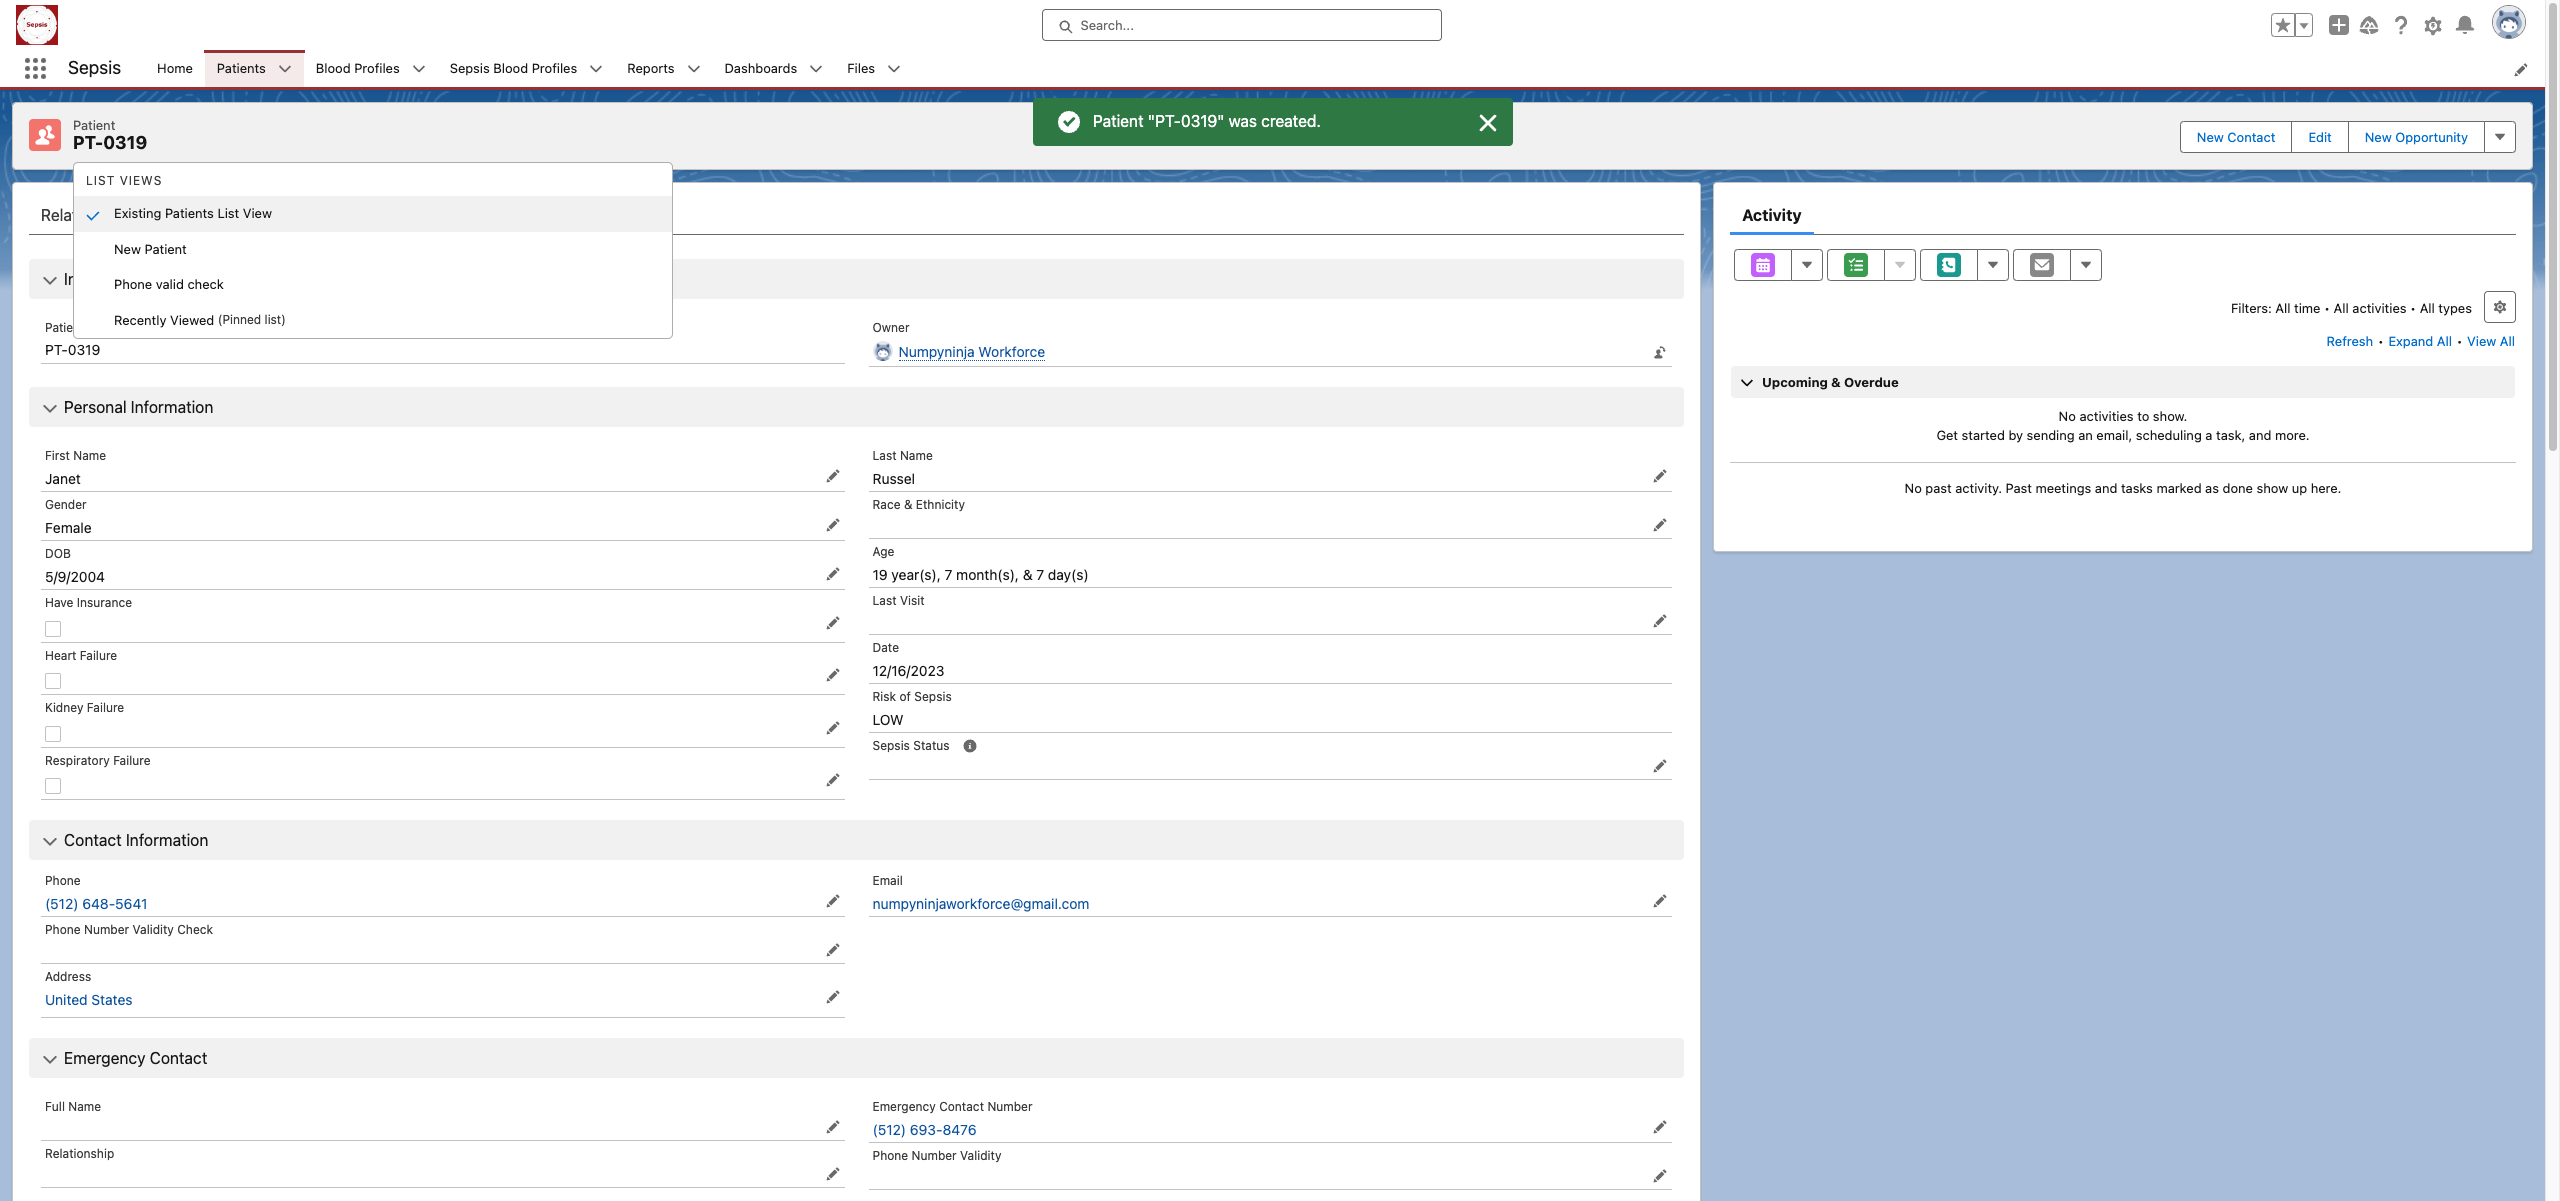 Sepsis
Search...
Sepsis
Home
Patients
Blood Profiles
Sepsis Blood Profiles
Reports
Dashboards
Files
Patient
PT-0319
Patient "PT-0319" was created.
New Contact
Edit
New Opportunity
LIST VIEWS
Existing Patients List View
New Patient
Phone valid check
Recently Viewed (Pinned list)
Rela
In
Patie
PT-0319
Owner
Numpyninja Workforce
Personal Information
First Name
Janet
Last Name
Russel
Gender
Female
Race & Ethnicity
DOB
5/9/2004
Age
19 year(s), 7 month(s), & 7 day(s)
Have Insurance
Last Visit
Heart Failure
Date
12/16/2023
Kidney Failure
Risk of Sepsis
LOW
Respiratory Failure
Sepsis Status
Contact Information
Phone
(512) 648-5641
Email
numpyninjaworkforce@gmail.com
Phone Number Validity Check
Address
United States
Emergency Contact
Full Name
Emergency Contact Number
(512) 693-8476
Relationship
Phone Number Validity
Activity
Filters: All time • All activities • All types
Refresh • Expand All • View All
Upcoming & Overdue
No activities to show.
Get started by sending an email, scheduling a task, and more.
No past activity. Past meetings and tasks marked as done show up here.